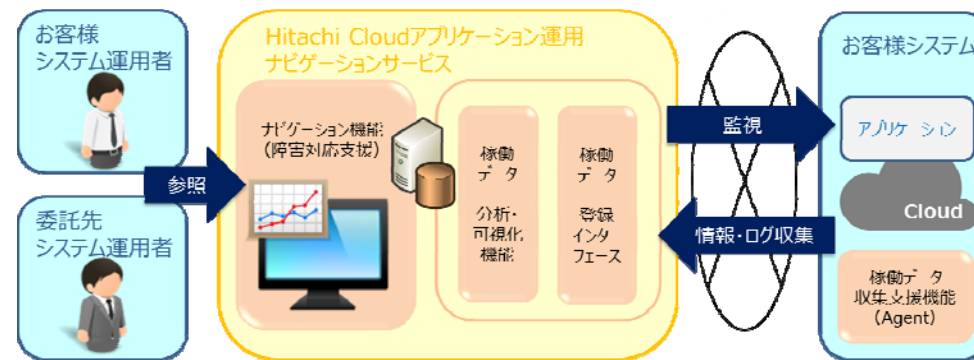 お客様
システム運用者
委託先
システム運用者
参照
Hitachi Cloudアプリケーション運用
ナビゲーションサービス
ナビゲーション機能
(障害対応支援)
稼働
データ
分析・
可視化
機能
稼働
データ
登録
インタ
フェース
監視
情報・ログ収集
お客様システム
アプリケーション
Cloud
稼働データ
収集支援機能
(Agent)